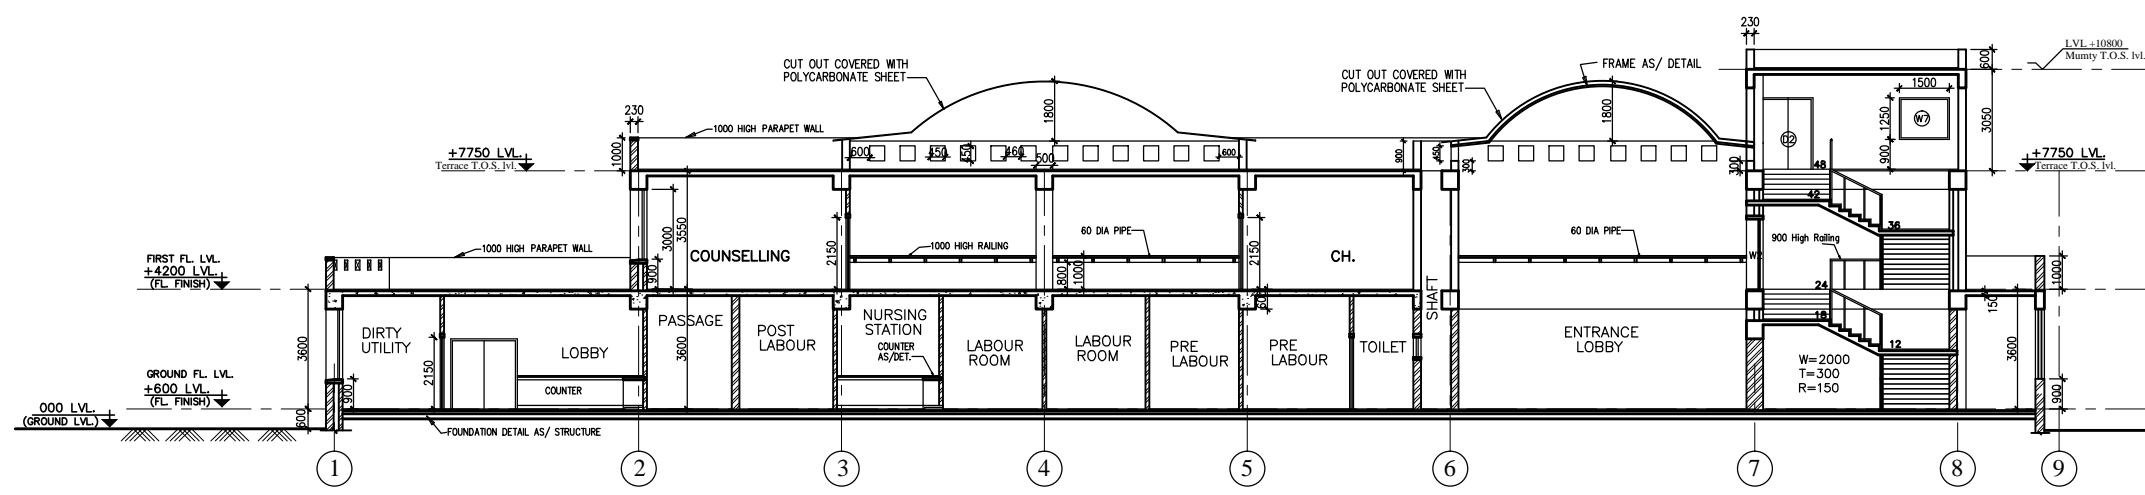 230
LVL +10800
Mumty T.O.S. lvl.
600
CUT OUT COVERED WITH
POLYCARBONATE SHEET
1800
CUT OUT COVERED WITH
POLYCARBONATE SHEET
FRAME AS/ DETAIL
1800
1500
1250
W7
D2
3050
900
230
1000 HIGH PARAPET WALL
1000
+7750 LVL.
Terrace T.O.S. lvl.
600
450
450
460
500
600
900
450
300
300
48
+7750 LVL.
Terrace T.O.S. lvl.
42
36
1000 HIGH PARAPET WALL
3000
3550
900
COUNSELLING
2150
1000 HIGH RAILING
60 DIA PIPE
800
1000
2150
CH.
SHAFT
60 DIA PIPE
W2
900 High Railing
1000
FIRST FL. LVL.
+4200 LVL.
(FL. FINISH)
24
18
12
150
600
3600
DIRTY
UTILITY
2150
900
LOBBY
COUNTER
PASSAGE
3600
POST
LABOUR
NURSING
STATION
COUNTER
AS/DET.
LABOUR
ROOM
LABOUR
ROOM
PRE
LABOUR
PRE
LABOUR
TOILET
ENTRANCE
LOBBY
W=2000
T=300
R=150
3600
900
GROUND FL. LVL.
+600 LVL.
(FL. FINISH)
000 LVL.
(GROUND LVL.)
600
FOUNDATION DETAIL AS/ STRUCTURE
1
2
3
4
5
6
7
8
9